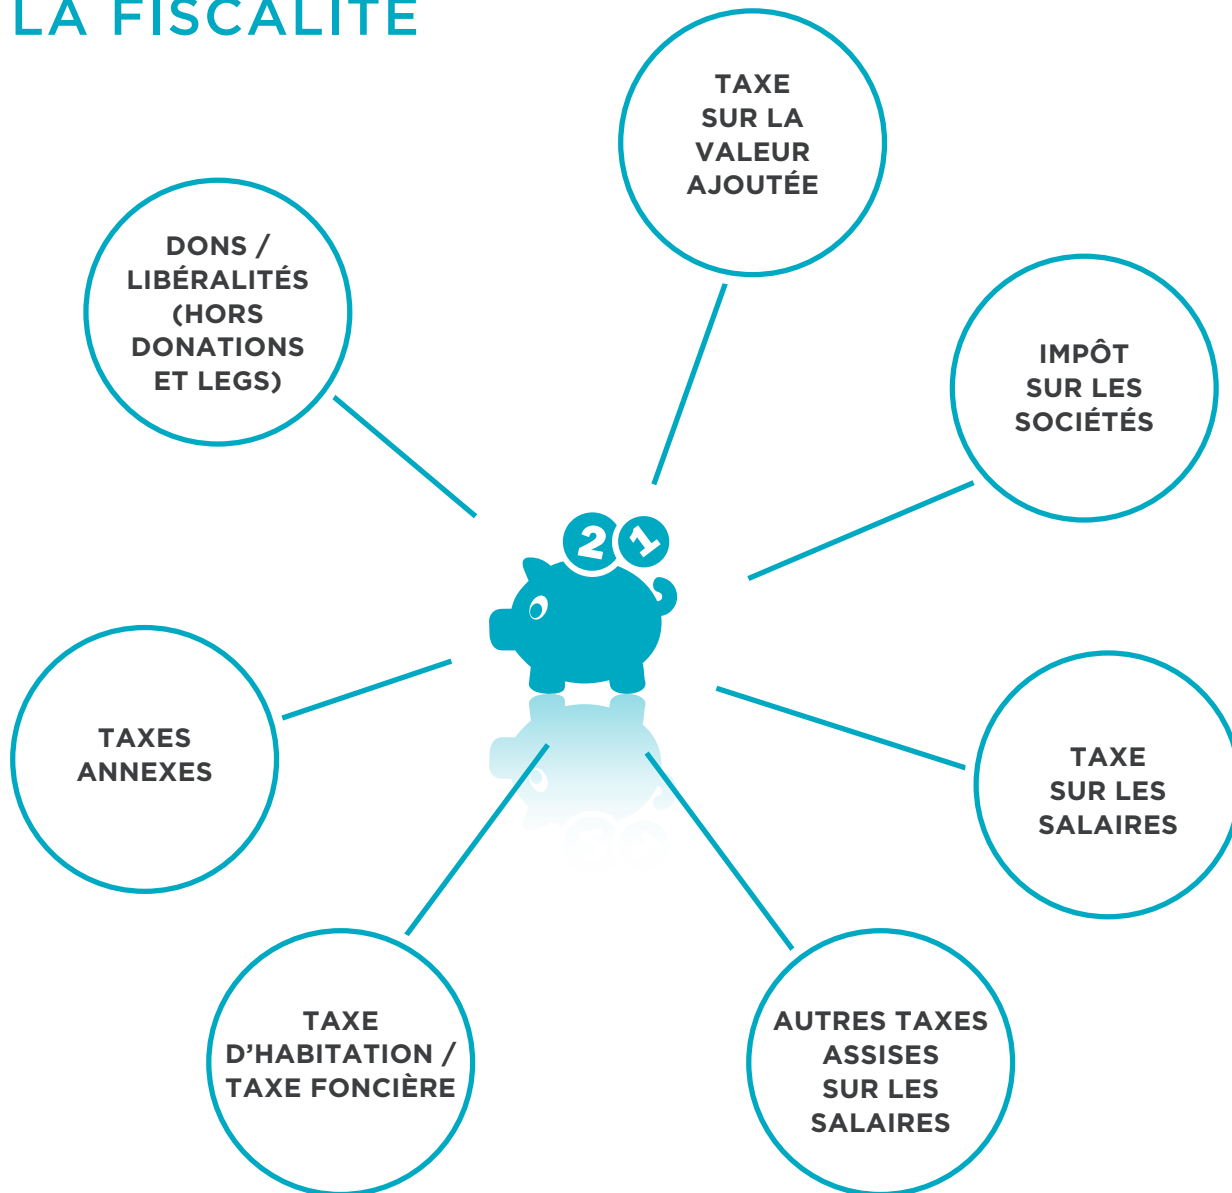 LA FISCALITÉ
TAXE
SUR LA
VALEUR
AJOUTÉE
DONS /
LIBÉRALITÉS
(HORS
DONATIONS
ET LEGS)
IMPÔT
SUR LES
SOCIÉTÉS
2 1
TAXES
ANNEXES
TAXE
SUR LES
SALAIRES
TAXE
D’HABITATION /
TAXE FONCIÈRE
AUTRES TAXES
ASSISES
SUR LES
SALAIRES